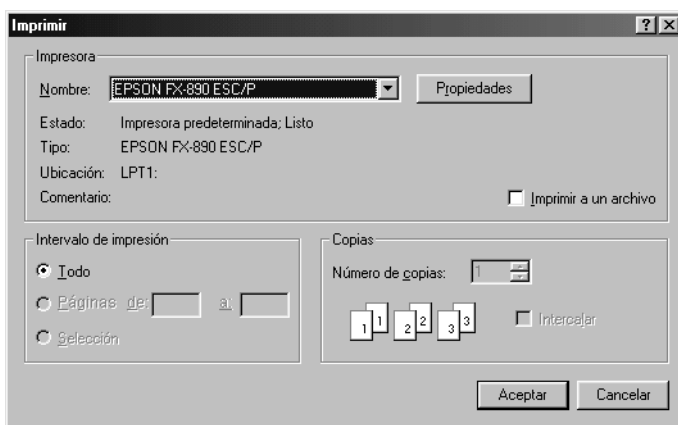 Imprimir
Impresora
Nombre: EPSON FX-890 ESC/P Propiedades
Estado: Impresora predeterminada; Listo
Tipo: EPSON FX-890 ESC/P
Ubicación: LPT1:
Comentario: Imprimir a un archivo
Intervalo de impresión
Todo
Páginas de: a:
Selección
Copias
Número de copias: 1
1 1 2 2 3 3 Intercalar
Aceptar Cancelar